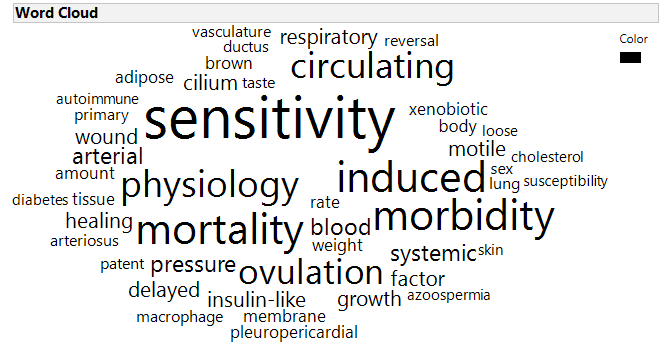 Word Cloud
vasculature
ductus
respiratory
reversal
Color
brown
circulating
adipose
cilium
taste
autoimmune
primary
sensitivity
xenobiotic
body
loose
wound
motile
arterial
cholesterol
amount
physiology
induced
sex
lung
susceptibility
diabetes
tissue
rate
morbidity
healing
mortality
blood
arteriosus
weight
systemic
skin
patent
pressure
ovulation
factor
delayed
insulin-like
growth
azoospermia
macrophage
membrane
pleuropericardial